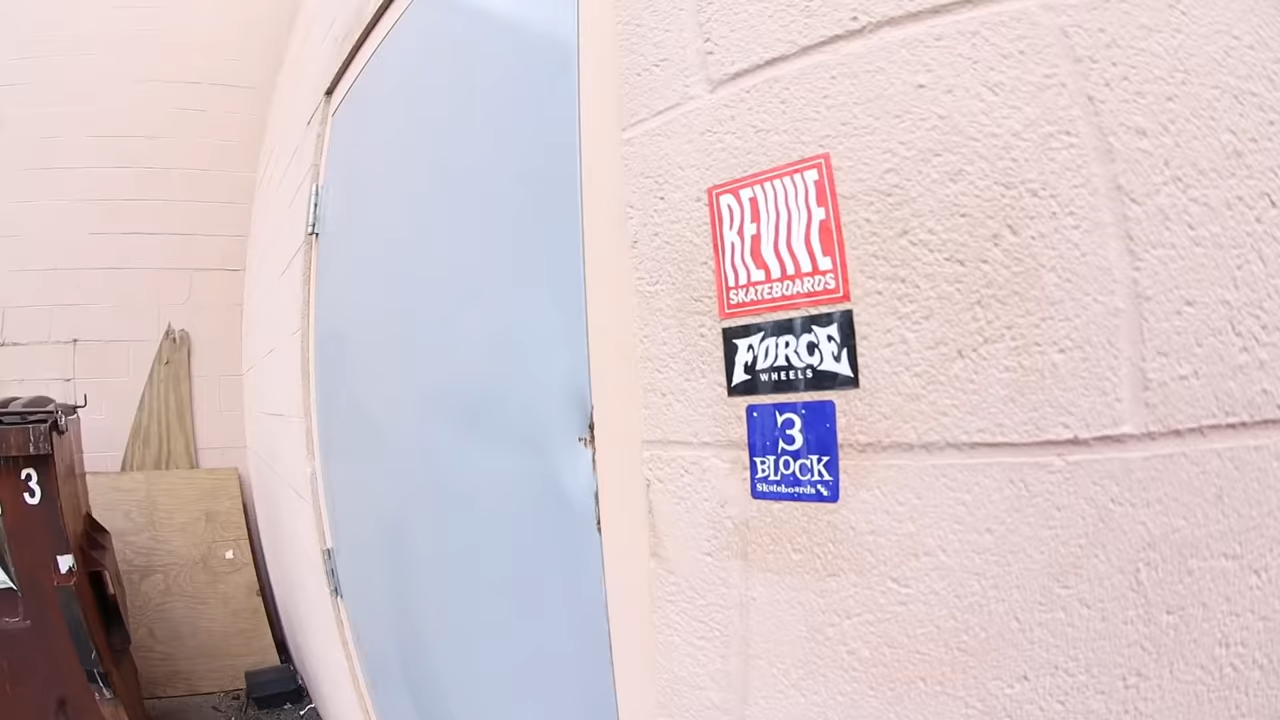 REVIVE
SKATEBOARDS
FORCE
WHEELS
3
BLOCK
Skateboards
3